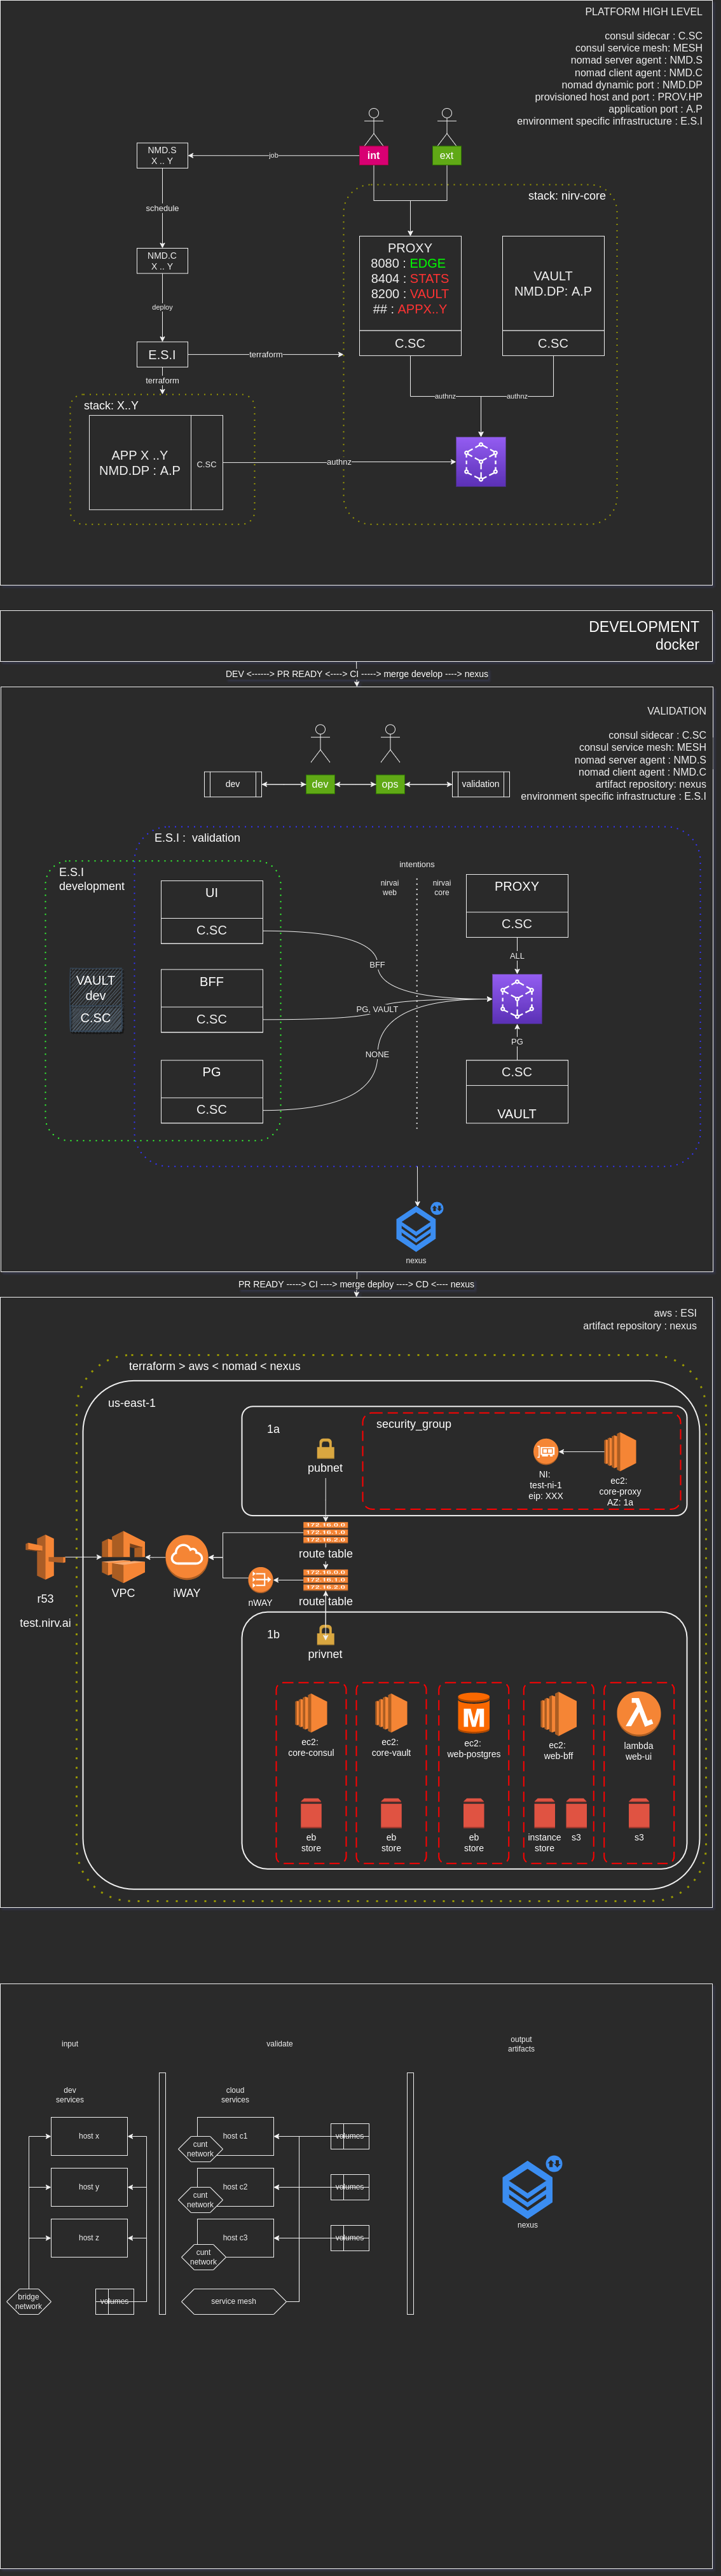 PLATFORM HIGH LEVEL
consul sidecar : C.SC
consul service mesh: MESH
nomad server agent : NMD.S
nomad client agent : NMD.C
nomad dynamic port : NMD.DP
provisioned host and port : PROV.HP
application port : A.P
environment specific infrastructure : E.S.I
NMD.S
X .. Y
job
int
ext
schedule
stack: nirv-core
NMD.C
X .. Y
PROXY
8080 : EDGE
8404 : STATS
8200 : VAULT
## : APPX..Y
C.SC
VAULT
NMD.DP: A.P
C.SC
deploy
E.S.I
terraform
terraform
authnz
authnz
stack: X..Y
APP X ..Y
NMD.DP : A.P
C.SC
authnz
DEVELOPMENT
docker
DEV <------> PR READY <----> CI -----> merge develop ----> nexus
VALIDATION
consul sidecar : C.SC
consul service mesh: MESH
nomad server agent : NMD.S
nomad client agent : NMD.C
artifact repository: nexus
environment specific infrastructure : E.S.I
dev
dev
ops
validation
E.S.I : validation
E.S.I
development
intentions
nirvai
web
nirvai
core
UI
C.SC
PROXY
C.SC
BFF
ALL
VAULT
dev
C.SC
BFF
C.SC
PG, VAULT
PG
NONE
PG
C.SC
C.SC
VAULT
nexus
PR READY -----> CI ----> merge deploy ----> CD <---- nexus
aws : ESI
artifact repository : nexus
terraform > aws < nomad < nexus
us-east-1
1a
security_group
pubnet
NI:
test-ni-1
eip: XXX
ec2:
core-proxy
AZ: 1a
172.16.0.0
172.16.1.0
172.16.2.0
route table
172.16.0.0
172.16.1.0
172.16.2.0
route table
r53
test.nirv.ai
VPC
iWAY
nWAY
1b
privnet
ec2:
core-consul
ec2:
core-vault
ec2:
web-postgres
ec2:
web-bff
lambda
web-ui
eb
store
eb
store
eb
store
instance
store
s3
s3
input
validate
output
artifacts
dev
services
cloud
services
host x
host c1
cunt
network
volumes
host y
host c2
cunt
network
volumes
host z
host c3
cunt
network
volumes
nexus
bridge
network
volumes
service mesh